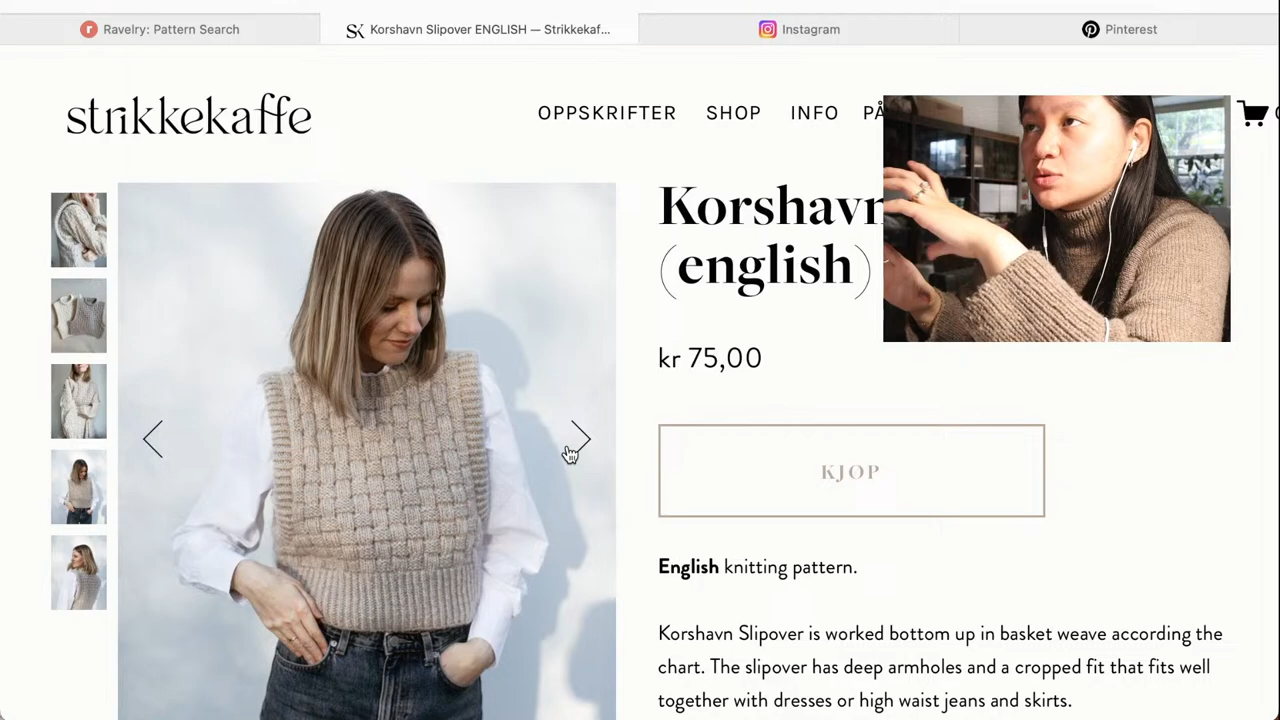 Ravelry: Pattern Search
SK Korshavn Slipover ENGLISH — Strikkekaf...
Instagram
Pinterest
strikkekaffe
OPPSKRIFTER SHOP INFO
Korshavn
(english)
kr 75,00
KJØP
English knitting pattern.
Korshavn Slipover is worked bottom up in basket weave according the
chart. The slipover has deep armholes and a cropped fit that fits well
together with dresses or high waist jeans and skirts.